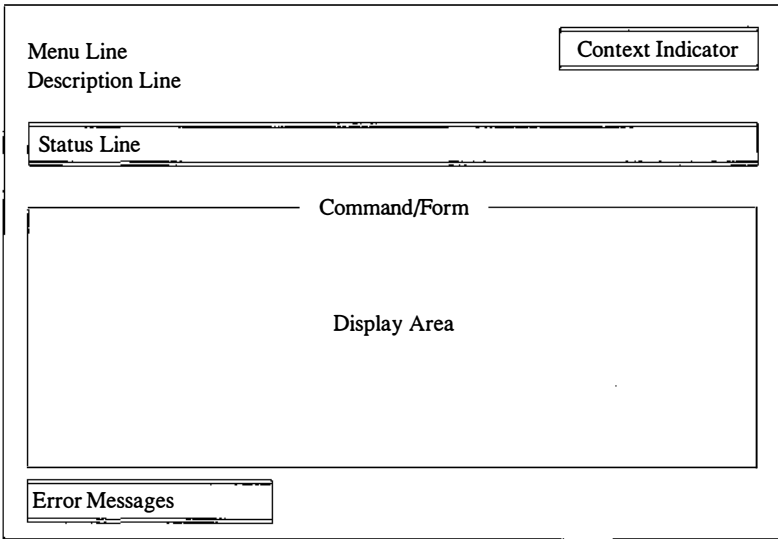 Menu Line
Context Indicator
Description Line
Status Line
Command/Form
Display Area
Error Messages